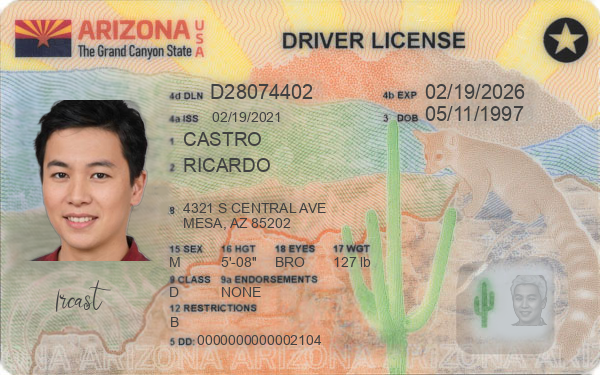 ARIZONA USA
The Grand Canyon State
DRIVER LICENSE
4d DLN D28074402
4b EXP 02/19/2026
4a ISS 02/19/2021
3 DOB 05/11/1997
1 CASTRO
2 RICARDO
8 4321 S CENTRAL AVE
MESA, AZ 85202
15 SEX 16 HGT 18 EYES 17 WGT
M 5'-08" BRO 127 lb
9 CLASS 9a ENDORSEMENTS
D NONE
12 RESTRICTIONS
B
5 DD: 0000000000002104
ONA ARIZONA ARIZONA ARIZONA ARIZONA ARIZON